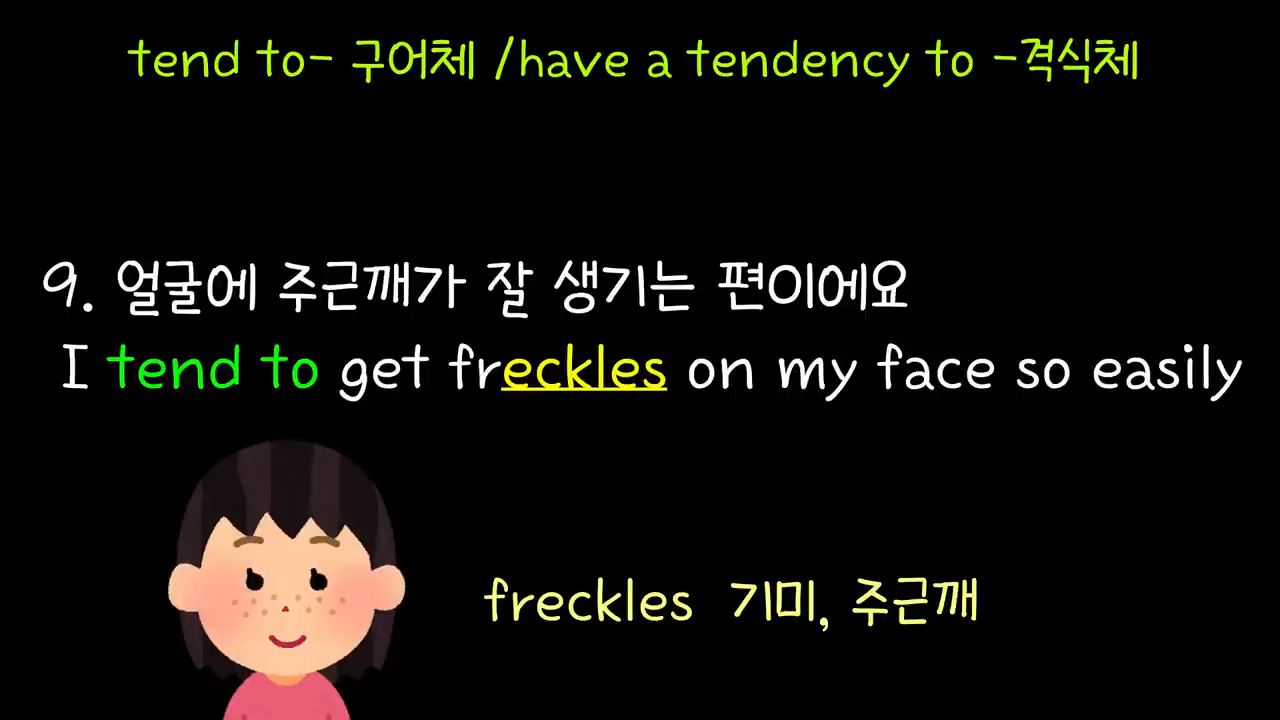 tend to- 구어체 /have a tendency to -격식체
9. 얼굴에 주근깨가 잘 생기는 편이에요
I tend to get freckles on my face so easily
freckles 기미, 주근깨